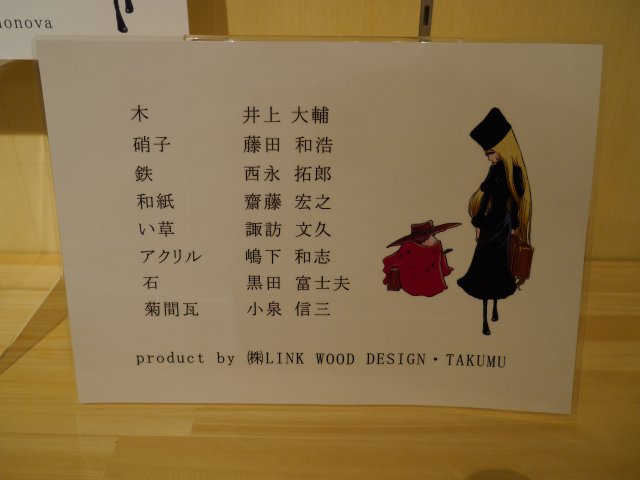 onova
木 井上 大輔
硝子 藤田 和浩
鉄 西永 拓郎
和紙 齋藤 宏之
い草 諏訪 文久
アクリル 嶋下 和志
石 黒田 富士夫
菊間瓦 小泉 信三
product by ㈱LINK WOOD DESIGN・TAKUMU